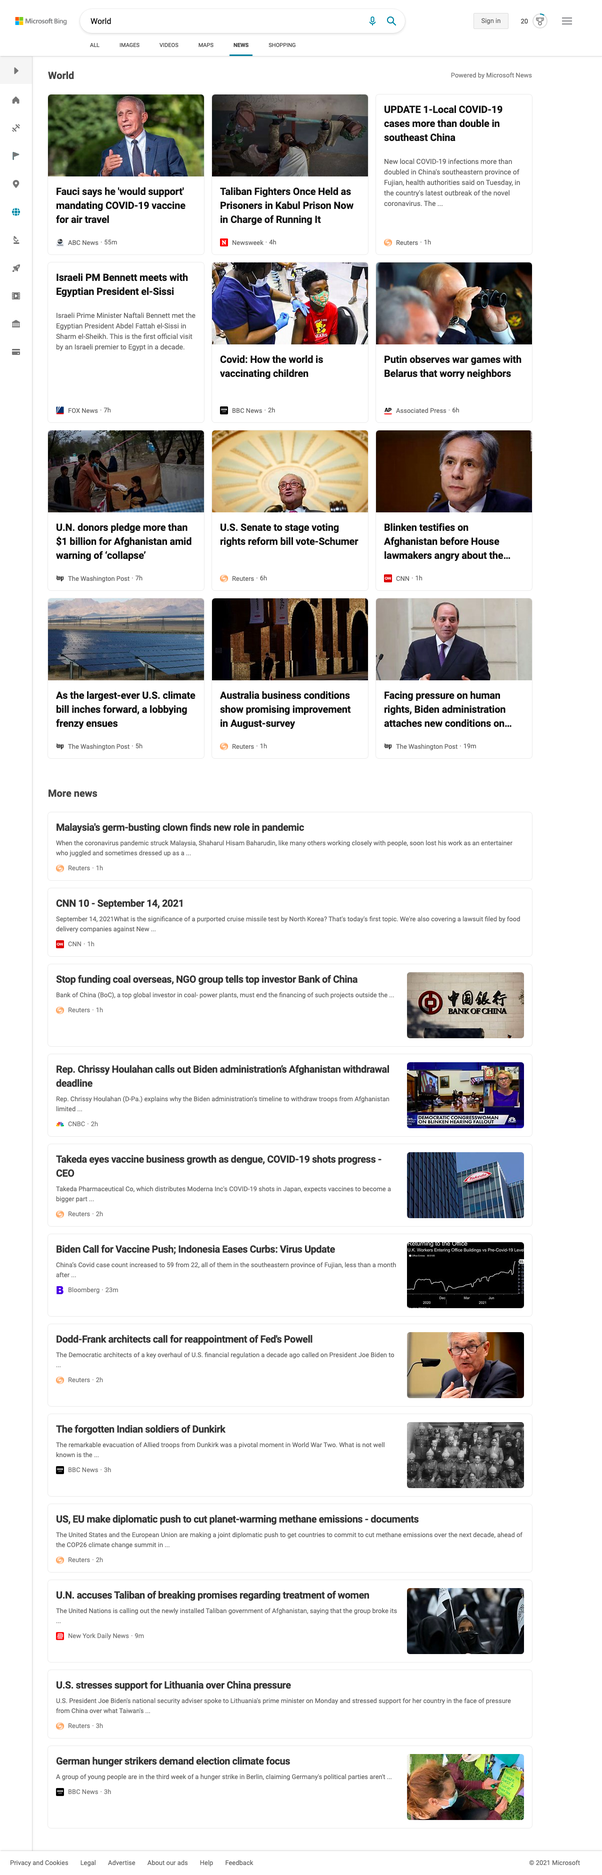 Microsoft Bing
World
Sign in
20
ALL
IMAGES
VIDEOS
MAPS
NEWS
SHOPPING
World
Powered by Microsoft News
Fauci says he 'would support'
mandating COVID-19 vaccine
for air travel
ABC News · 55m
Taliban Fighters Once Held as
Prisoners in Kabul Prison Now
in Charge of Running It
Newsweek · 4h
UPDATE 1-Local COVID-19
cases more than double in
southeast China
New local COVID-19 infections more than
doubled in China's southeastern province of
Fujian, health authorities said on Tuesday, in
the country's latest outbreak of the novel
coronavirus. The ...
Reuters · 1h
Israeli PM Bennett meets with
Egyptian President el-Sissi
Israeli Prime Minister Naftali Bennett met the
Egyptian President Abdel Fattah el-Sissi in
Sharm el-Sheikh. This is the first official visit
by an Israeli premier to Egypt in a decade.
FOX News · 7h
Covid: How the world is
vaccinating children
BBC News · 2h
Putin observes war games with
Belarus that worry neighbors
AP
Associated Press · 6h
U.N. donors pledge more than
$1 billion for Afghanistan amid
warning of ‘collapse’
wp
The Washington Post · 7h
U.S. Senate to stage voting
rights reform bill vote-Schumer
Reuters · 6h
Blinken testifies on
Afghanistan before House
lawmakers angry about the...
CNN · 1h
As the largest-ever U.S. climate
bill inches forward, a lobbying
frenzy ensues
wp
The Washington Post · 5h
Australia business conditions
show promising improvement
in August-survey
Reuters · 1h
Facing pressure on human
rights, Biden administration
attaches new conditions on...
wp
The Washington Post · 19m
More news
Malaysia's germ-busting clown finds new role in pandemic
When the coronavirus pandemic struck Malaysia, Shaharul Hisam Baharudin, like many others working closely with people, soon lost his work as an entertainer
who juggled and sometimes dressed up as a ...
Reuters · 1h
CNN 10 - September 14, 2021
September 14, 2021What is the significance of a purported cruise missile test by North Korea? That's today's first topic. We're also covering a lawsuit filed by food
delivery companies against New ...
CNN · 1h
Stop funding coal overseas, NGO group tells top investor Bank of China
Bank of China (BoC), a top global investor in coal- power plants, must end the financing of such projects outside the ...
Reuters · 1h
中国银行
BANK OF CHINA
Rep. Chrissy Houlahan calls out Biden administration's Afghanistan withdrawal
deadline
Rep. Chrissy Houlahan (D-Pa.) explains why the Biden administration's timeline to withdraw troops from Afghanistan
limited ...
CNBC · 2h
DEMOCRATIC CONGRESSWOMAN
ON BLINKEN HEARING FALLOUT
Takeda eyes vaccine business growth as dengue, COVID-19 shots progress -
CEO
Takeda Pharmaceutical Co, which distributes Moderna Inc's COVID-19 shots in Japan, expects vaccines to become a
bigger part ...
Reuters · 2h
Biden Call for Vaccine Push; Indonesia Eases Curbs: Virus Update
China's Covid case count increased to 59 from 22, all of them in the southeastern province of Fujian, less than a month
after ...
B
Bloomberg · 23m
Returning to the Office
U.K. Workers Entering Office Buildings vs Pre-Covid-19 Leve
Dodd-Frank architects call for reappointment of Fed's Powell
The Democratic architects of a key overhaul of U.S. financial regulation a decade ago called on President Joe Biden to
...
Reuters · 2h
The forgotten Indian soldiers of Dunkirk
The remarkable evacuation of Allied troops from Dunkirk was a pivotal moment in World War Two. What is not well
known is the ...
BBC News · 3h
US, EU make diplomatic push to cut planet-warming methane emissions - documents
The United States and the European Union are making a joint diplomatic push to get countries to commit to cut methane emissions over the next decade, ahead of
the COP26 climate change summit in ...
Reuters · 2h
U.N. accuses Taliban of breaking promises regarding treatment of women
The United Nations is calling out the newly installed Taliban government of Afghanistan, saying that the group broke its
...
New York Daily News · 9m
U.S. stresses support for Lithuania over China pressure
U.S. President Joe Biden's national security adviser spoke to Lithuania's prime minister on Monday and stressed support for her country in the face of pressure
from China over what Taiwan's ...
Reuters · 3h
German hunger strikers demand election climate focus
A group of young people are in the third week of a hunger strike in Berlin, claiming Germany's political parties aren't ...
BBC News · 3h
Privacy and Cookies
Legal
Advertise
About our ads
Help
Feedback
© 2021 Microsoft